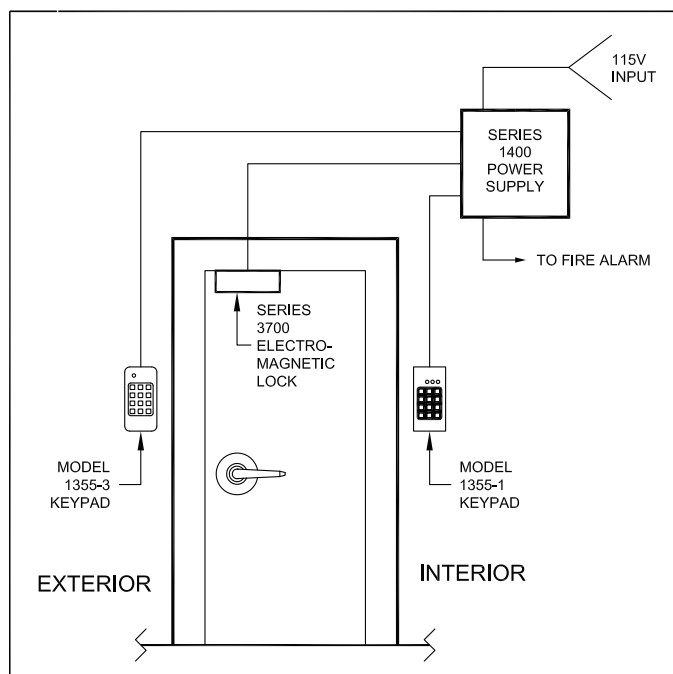 115V
INPUT
SERIES
1400
POWER
SUPPLY
TO FIRE ALARM
SERIES
3700
ELECTRO-
MAGNETIC
LOCK
MODEL
1355-3
KEYPAD
MODEL
1355-1
KEYPAD
EXTERIOR
INTERIOR